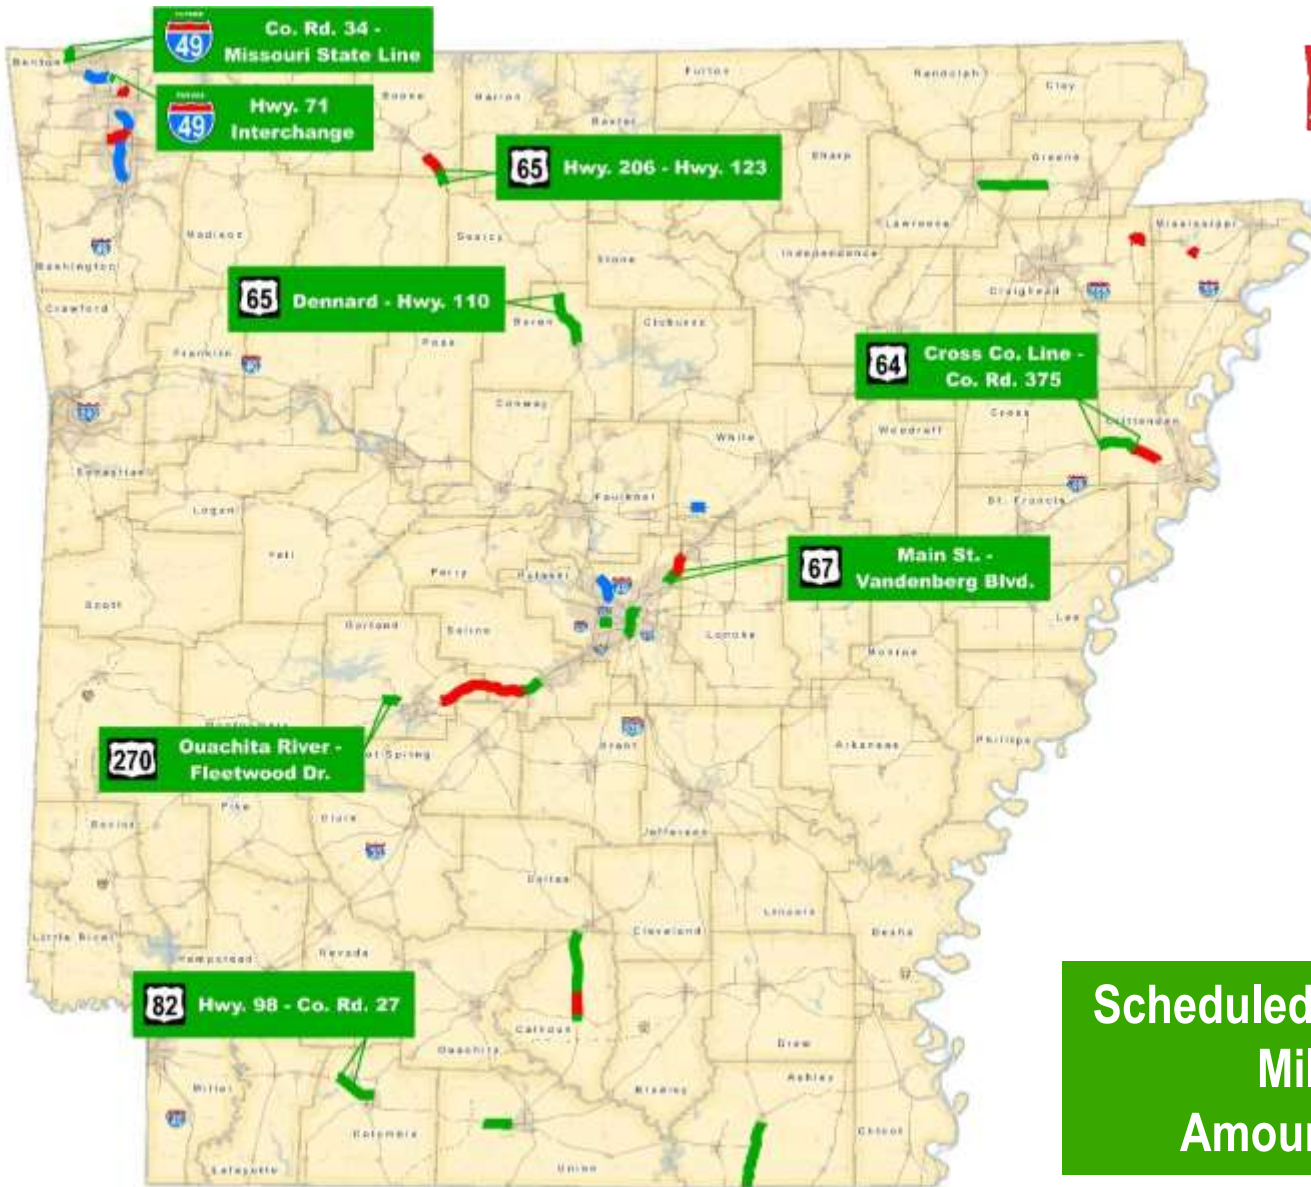 49
Co. Rd. 34 -
Missouri State Line
Benton
49
Hwy. 71
Interchange
Boone
Marion
Fulton
Randolph
Clay
Baxter
Sharp
Greene
65
Hwy. 206 - Hwy. 123
Lawrence
Mississippi
Madison
Searcy
Stone
Independence
Washington
Craighead
65
Dennard - Hwy. 110
Crawford
Van Buren
Cleburne
Franklin
Pope
64
Cross Co. Line -
Co. Rd. 375
Conway
Cross
Crittenden
White
Woodruff
Sebastian
Faulkner
St. Francis
Logan
Yell
Perry
Pulaski
67
Main St. -
Vandenberg Blvd.
Scott
Garland
Saline
Lonoke
Lee
Monroe
Montgomery
270
Ouachita River -
Fleetwood Dr.
ot Spring
Grant
Arkansas
Phillips
Pike
Clark
Jefferson
Dallas
Lincoln
Cleveland
Desha
Little River
Hempstead
Nevada
82
Hwy. 98 - Co. Rd. 27
Calhoun
Ouachita
Drew
Miller
Bradley
Ashley
Columbia
Chicot
Lafayette
Union
Scheduled
Mil
Amour